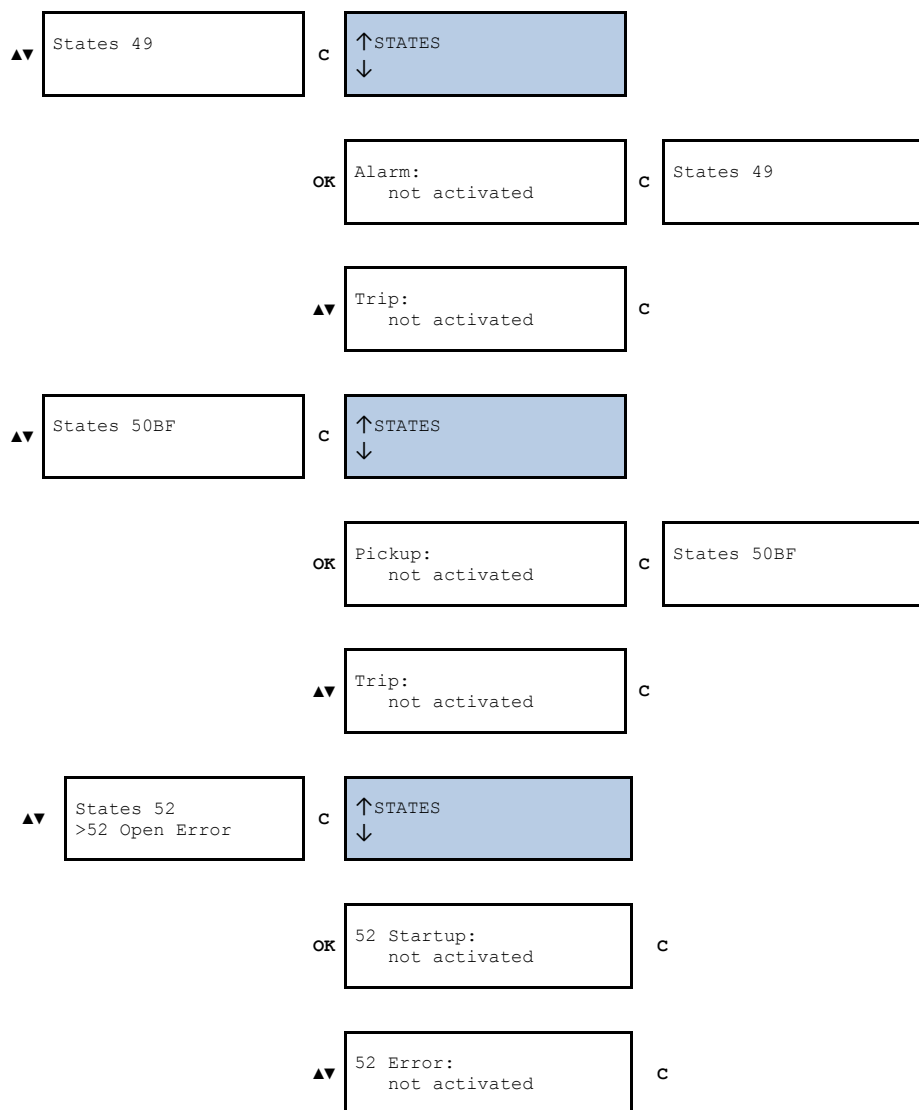 ▲▼ States 49 C ↑STATES
↓
OK Alarm: C States 49
not activated
▲▼ Trip: C
not activated
▲▼ States 50BF C ↑STATES
↓
OK Pickup: C States 50BF
not activated
▲▼ Trip: C
not activated
▲▼ States 52 C ↑STATES
>52 Open Error ↓
OK 52 Startup: C
not activated
▲▼ 52 Error: C
not activated